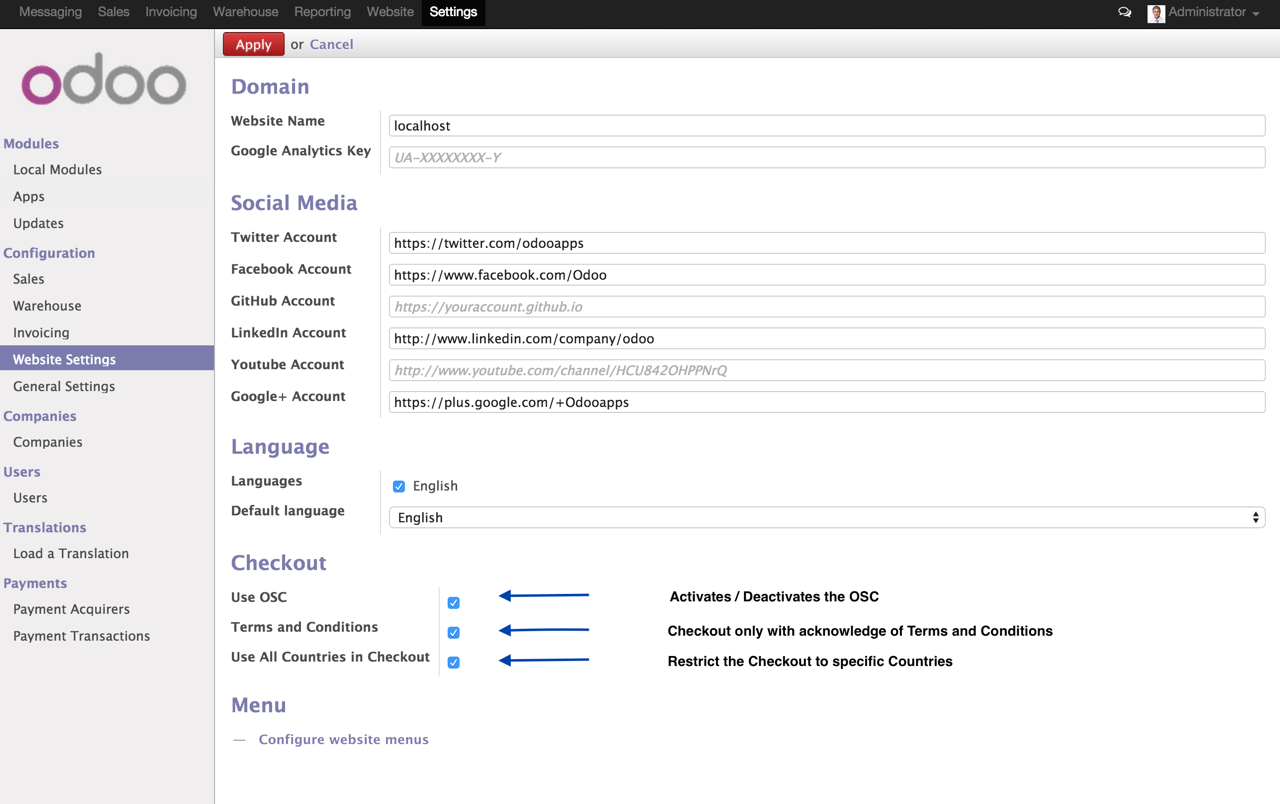 Messaging Sales Invoicing Warehouse Reporting Website Settings Administrator
Apply or Cancel
odoo
Modules
Local Modules
Apps
Updates
Configuration
Sales
Warehouse
Invoicing
Website Settings
General Settings
Companies
Companies
Users
Users
Translations
Load a Translation
Payments
Payment Acquirers
Payment Transactions
Domain
Website Name localhost
Google Analytics Key UA-XXXXXXXX-Y
Social Media
Twitter Account https://twitter.com/odooapps
Facebook Account https://www.facebook.com/Odoo
GitHub Account https://youraccount.github.io
LinkedIn Account http://www.linkedin.com/company/odoo
Youtube Account http://www.youtube.com/channel/HCU842OHPPNrQ
Google+ Account https://plus.google.com/+Odooapps
Language
Languages English
Default language English
Checkout
Use OSC Activates / Deactivates the OSC
Terms and Conditions Checkout only with acknowledge of Terms and Conditions
Use All Countries in Checkout Restrict the Checkout to specific Countries
Menu
— Configure website menus